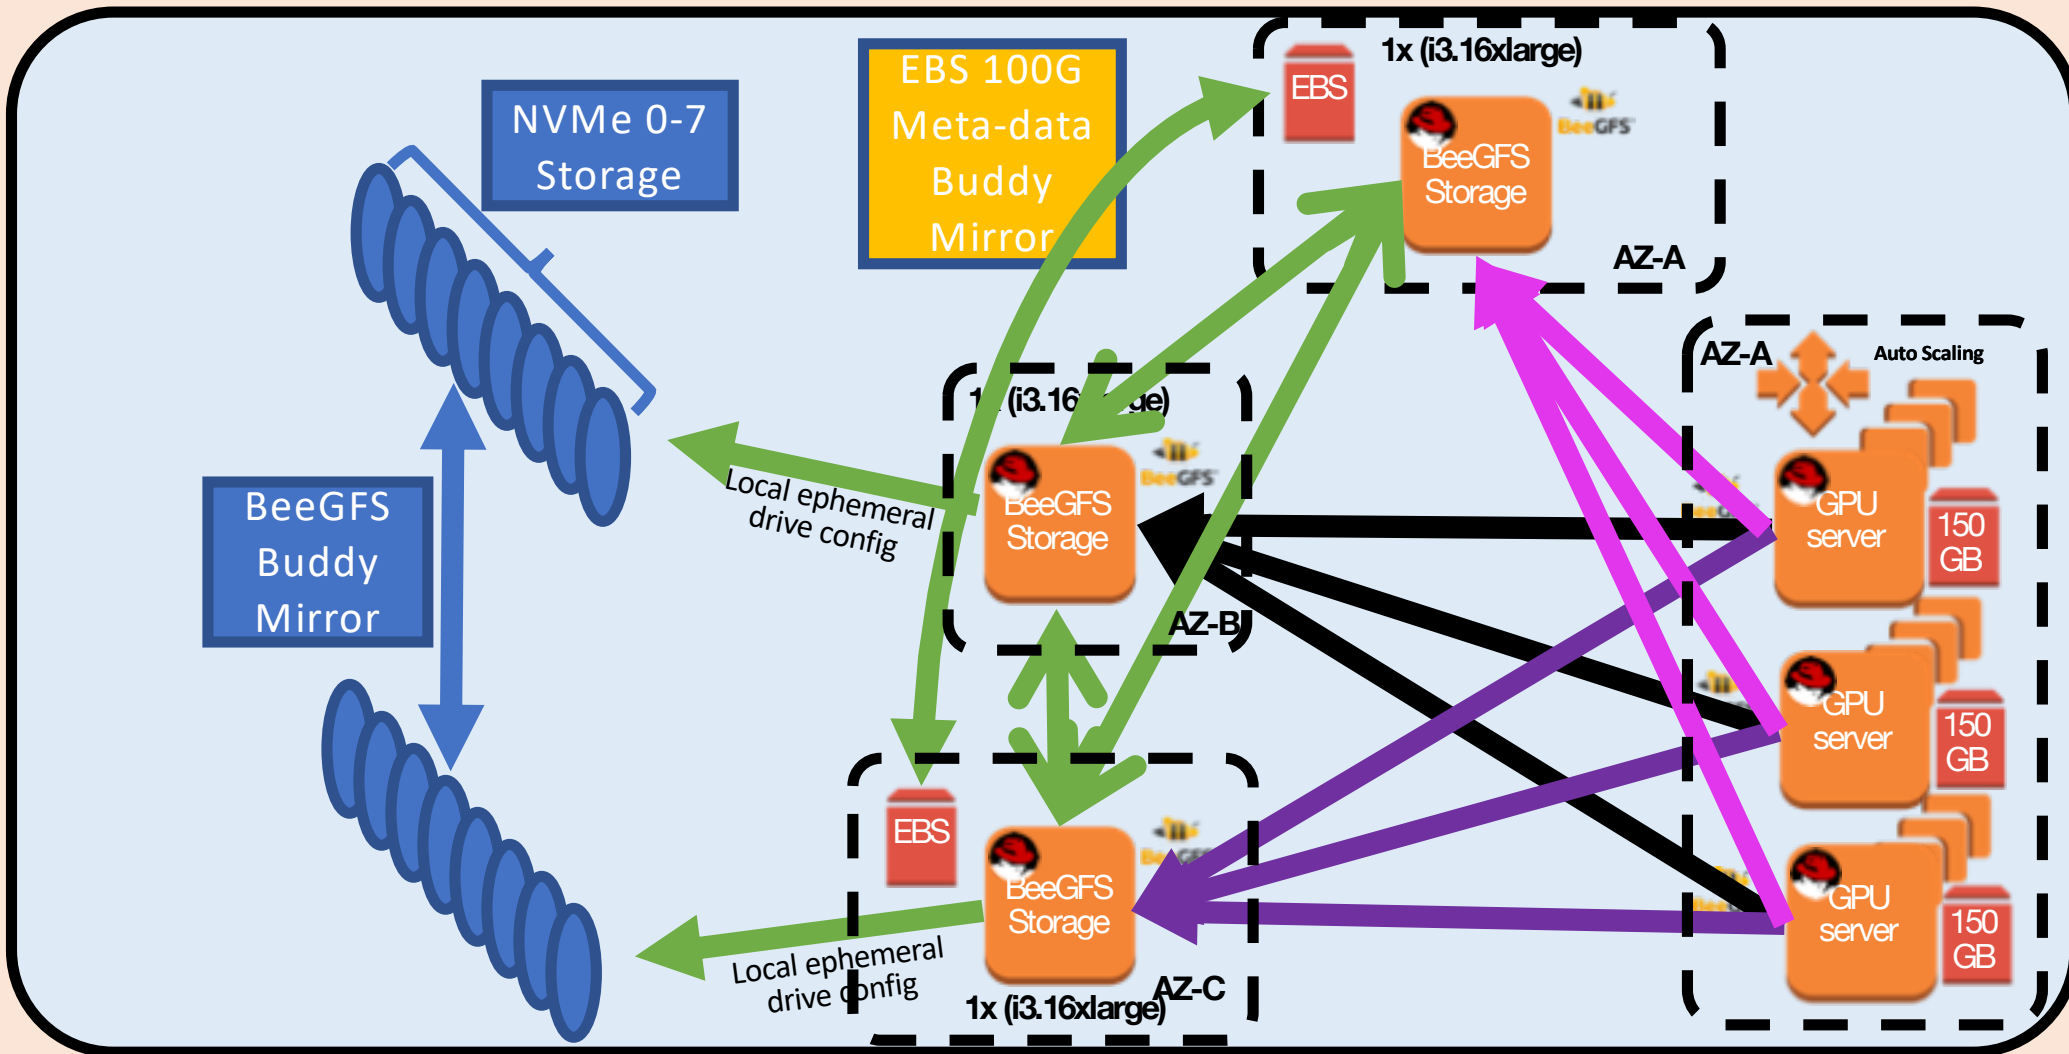 NVMe 0-7
Storage
EBS 100G
Meta-data
Buddy
Mirror
1x (i3.16xlarge)
EBS
BeeGFS
BeeGFS
Storage
AZ-A
AZ-A
Auto Scaling
BeeGFS
BeeGFS
Storage
AZ-B
Local ephemeral
drive config
BeeGFS
Buddy
Mirror
GPU
server
150
GB
GPU
server
150
GB
GPU
server
150
GB
EBS
BeeGFS
Storage
AZ-C
1x (i3.16xlarge)
Local ephemeral
drive config